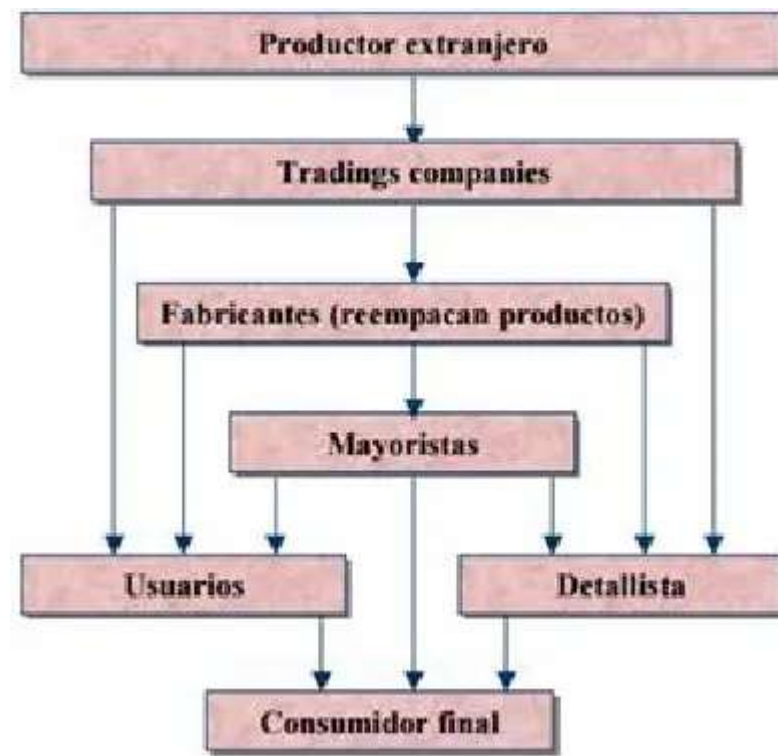 Productor extranjero
Tradings companies
Fabricantes (reempacan productos)
Mayoristas
Usuarios
Detallista
Consumidor final